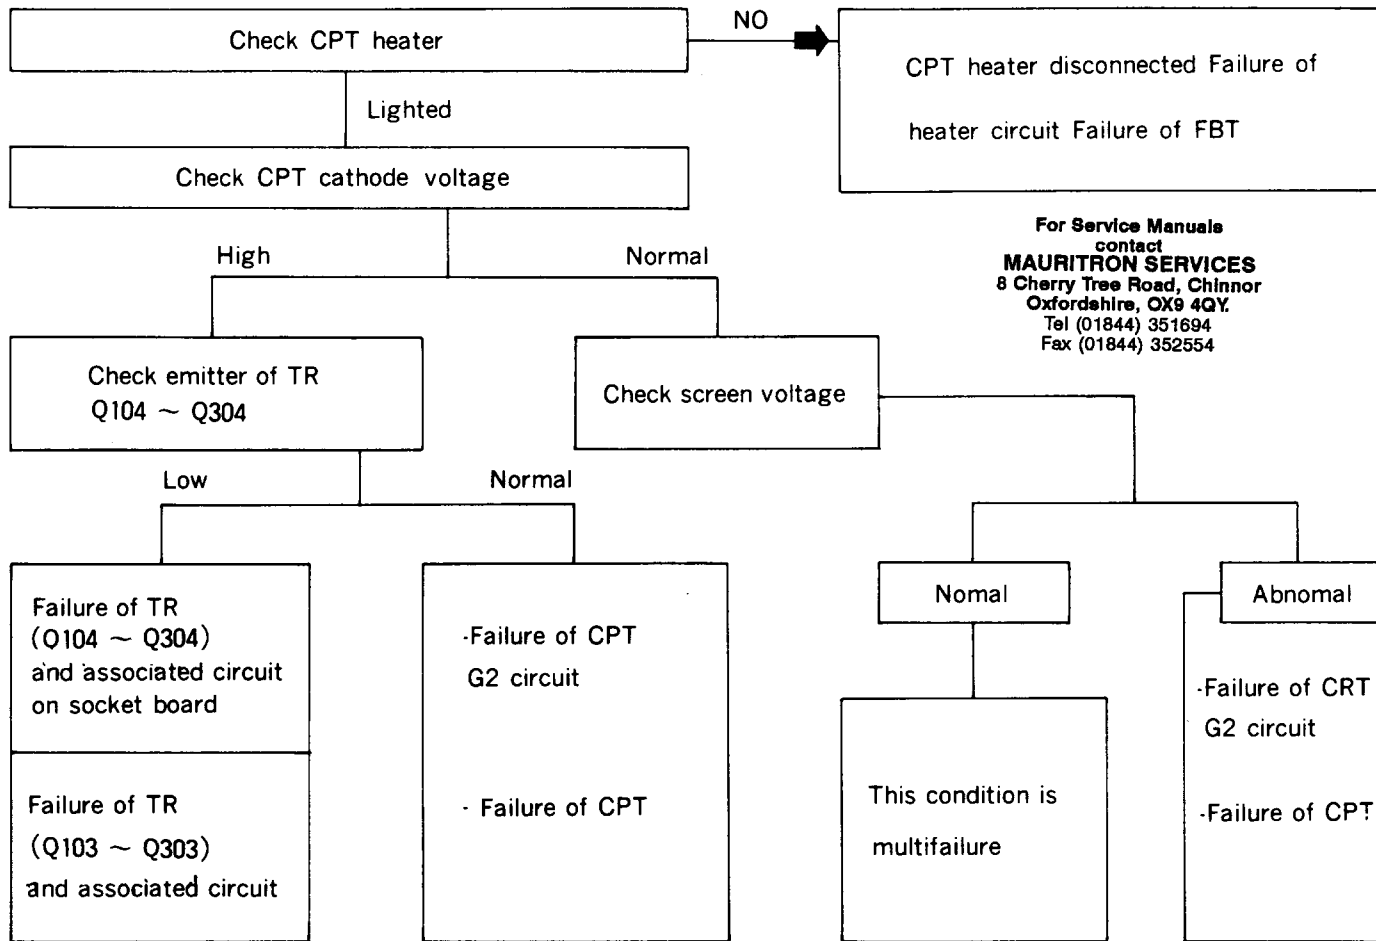 Check CPT heater
NO
CPT heater disconnected Failure of
heater circuit Failure of FBT
Lighted
Check CPT cathode voltage
For Service Manuals
contact
MAURITRON SERVICES
8 Cherry Tree Road, Chinnor
Oxfordshire, OX9 4QY.
Tel (01844) 351694
Fax (01844) 352554
High
Normal
Check emitter of TR
Q104 ~ Q304
Check screen voltage
Low
Normal
Failure of TR
(Q104 ~ Q304)
and associated circuit
on socket board
Failure of TR
(Q103 ~ Q303)
and associated circuit
-Failure of CPT
G2 circuit
- Failure of CPT
Nomal
This condition is
multifailure
Abnomal
-Failure of CRT
G2 circuit
-Failure of CPT